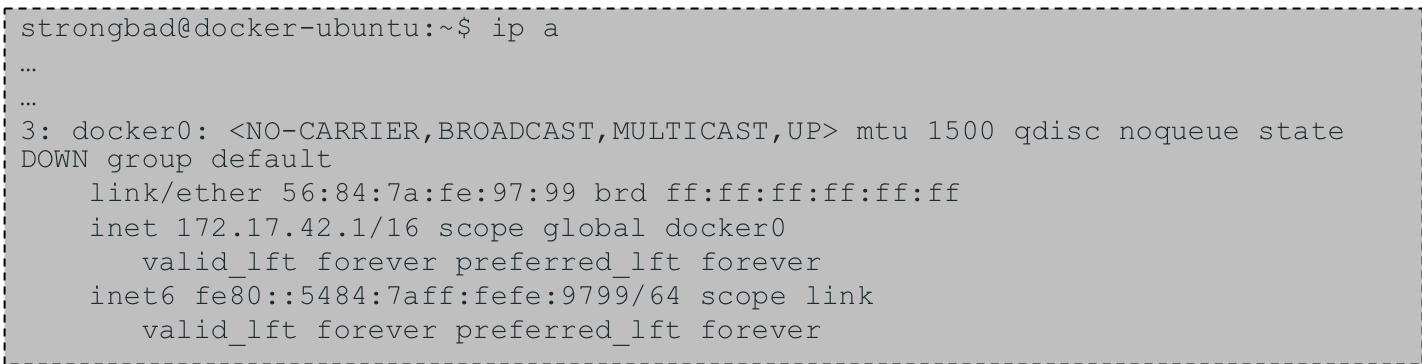 strongbad@docker-ubuntu:~$ ip a
…
…
3: docker0: <NO-CARRIER,BROADCAST,MULTICAST,UP> mtu 1500 qdisc noqueue state
DOWN group default
link/ether 56:84:7a:fe:97:99 brd ff:ff:ff:ff:ff:ff
inet 172.17.42.1/16 scope global docker0
valid_lft forever preferred_lft forever
inet6 fe80::5484:7aff:fefe:9799/64 scope link
valid_lft forever preferred_lft forever